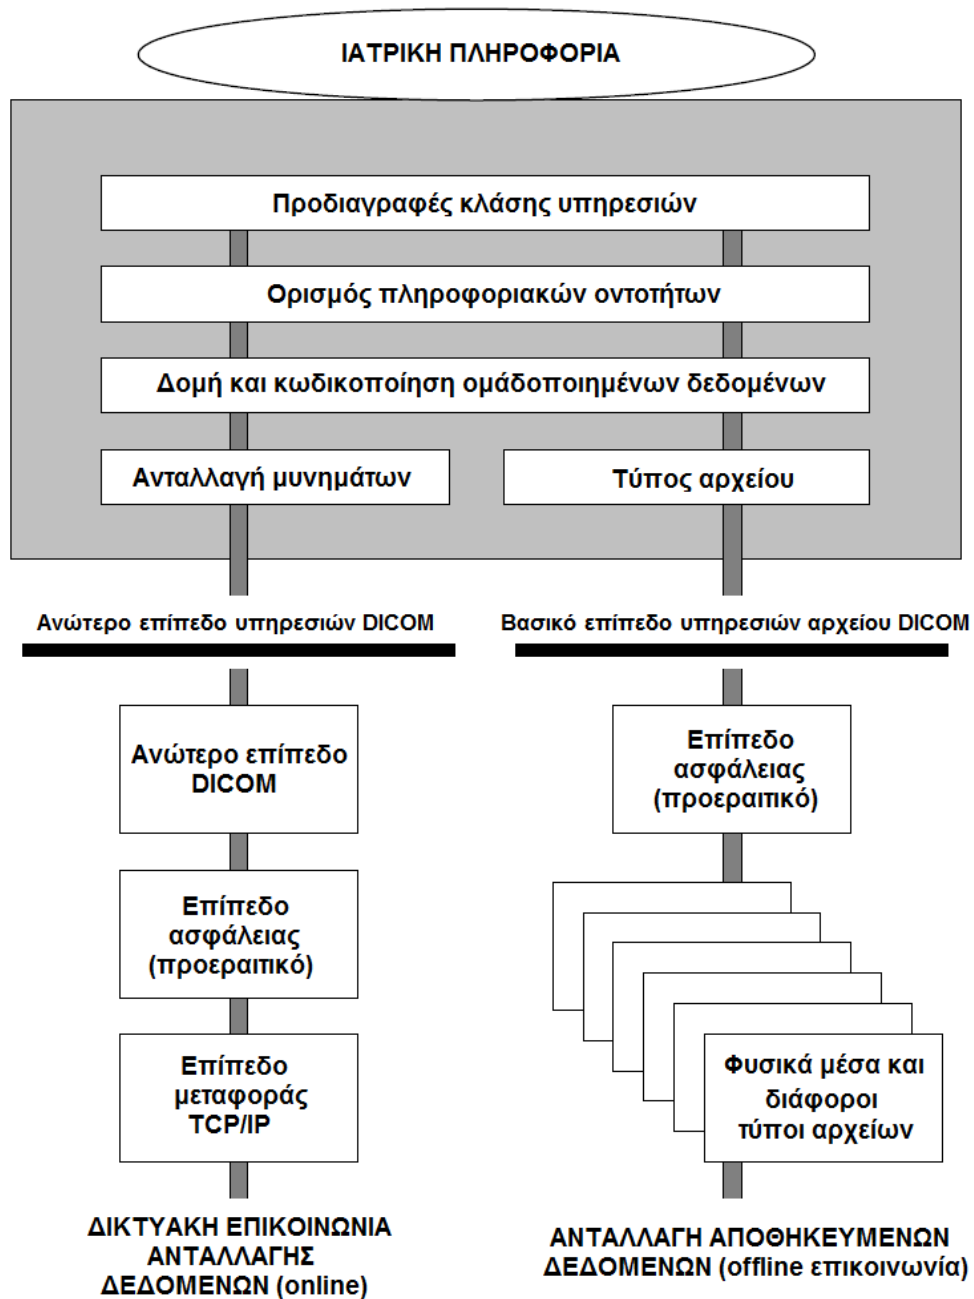 ΙΑΤΡΙΚΗ ΠΛΗΡΟΦΟΡΙΑ
Προδιαγραφές κλάσης υπηρεσιών
Ορισμός πληροφοριακών οντοτήτων
Δομή και κωδικοποίηση ομάδοποιημένων δεδομένων
Ανταλλαγή μυνημάτων
Τύπος αρχείου
Ανώτερο επίπεδο υπηρεσιών DICOM
Βασικό επίπεδο υπηρεσιών αρχείου DICOM
Ανώτερο επίπεδο
DICOM
Επίπεδο
ασφάλειας
(προεραιτικό)
Επίπεδο
μεταφοράς
TCP/IP
ΔΙΚΤΥΑΚΗ ΕΠΙΚΟΙΝΩΝΙΑ
ΑΝΤΑΛΛΑΓΗΣ
ΔΕΔΟΜΕΝΩΝ (online)
Επίπεδο
ασφάλειας
(προεραιτικό)
Φυσικά μέσα και
διάφοροι
τύποι αρχείων
ΑΝΤΑΛΛΑΓΗ ΑΠΟΘΗΚΕΥΜΕΝΩΝ
ΔΕΔΟΜΕΝΩΝ (offline επικοινωνία)